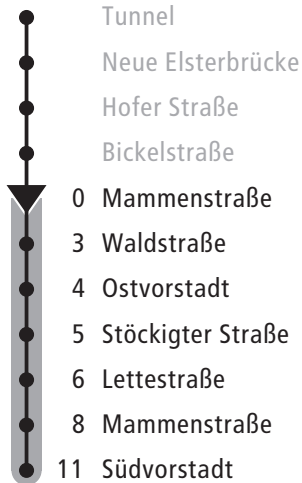 Tunnel
Neue Elsterbrücke
Hofer Straße
Bickelstraße
0 Mammenstraße
3 Waldstraße
4 Ostvorstadt
5 Stöckigter Straße
6 Lettestraße
8 Mammenstraße
11 Südvorstadt